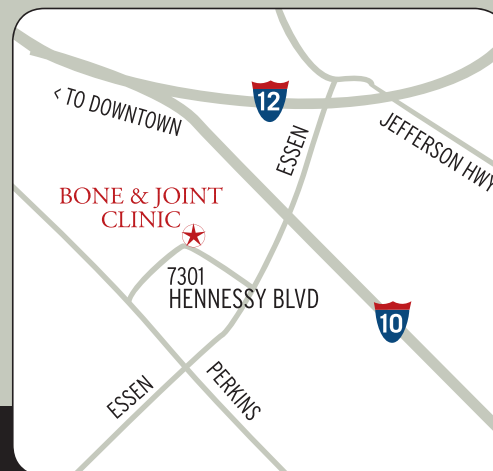 < TO DOWNTOWN
12
ESSEN
JEFFERSON HWY
BONE & JOINT
CLINIC
7301
HENNESSY BLVD
10
ESSEN
PERKINS